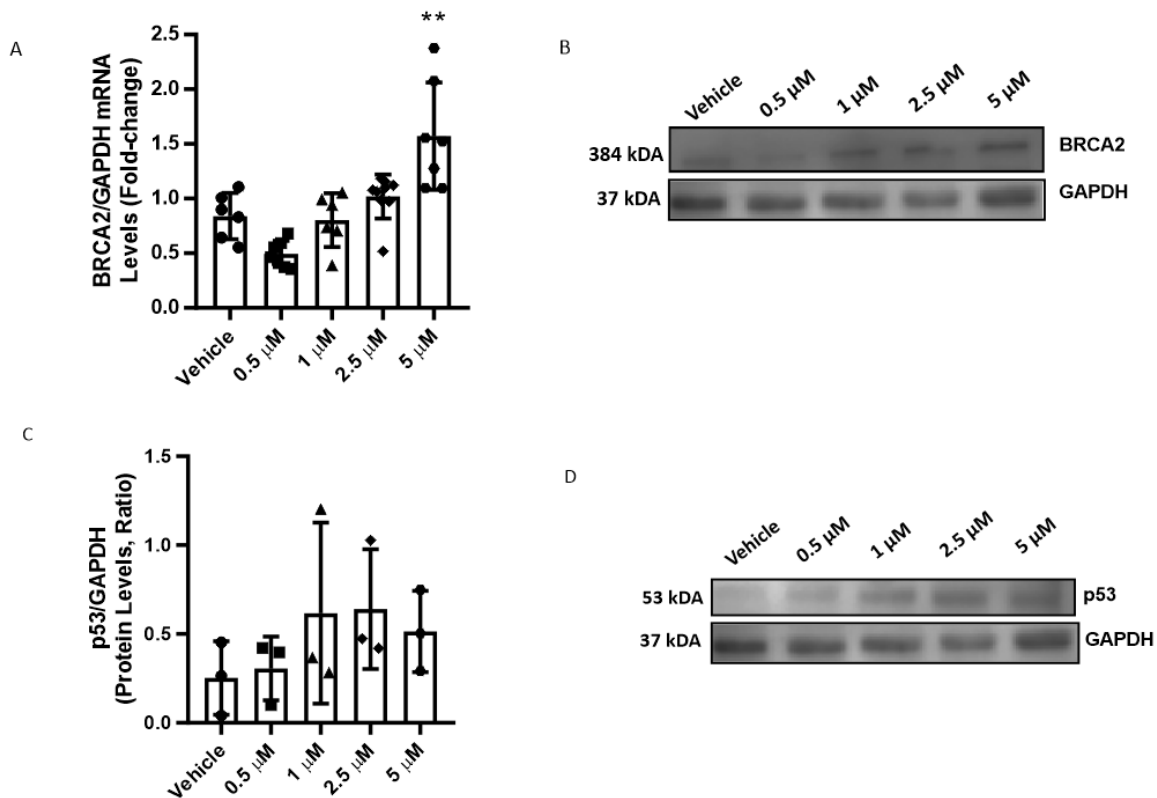 A
BRCA2/GAPDH mRNA
Levels (Fold-change)
2.5
2.0
1.5
1.0
0.5
0.0
**
Vehicle
0.5 μM
1 μM
2.5 μM
5 μM
B
Vehicle
0.5 μM
1 μM
2.5 μM
5 μM
384 kDA
BRCA2
37 kDA
GAPDH
C
p53/GAPDH
(Protein Levels, Ratio)
1.5
1.0
0.5
0.0
Vehicle
0.5 μM
1 μM
2.5 μM
5 μM
D
Vehicle
0.5 μM
1 μM
2.5 μM
5 μM
53 kDA
p53
37 kDA
GAPDH